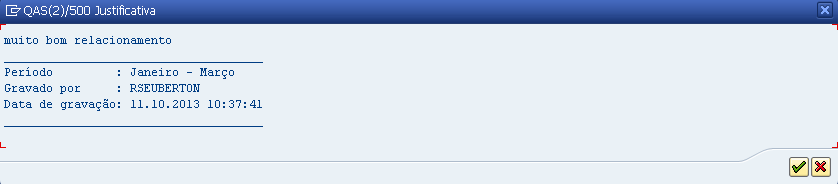 QAS(2)/500 Justificativa
muito bom relacionamento
Período : Janeiro - Março
Gravado por : RSEUBERTON
Data de gravação: 11.10.2013 10:37:41